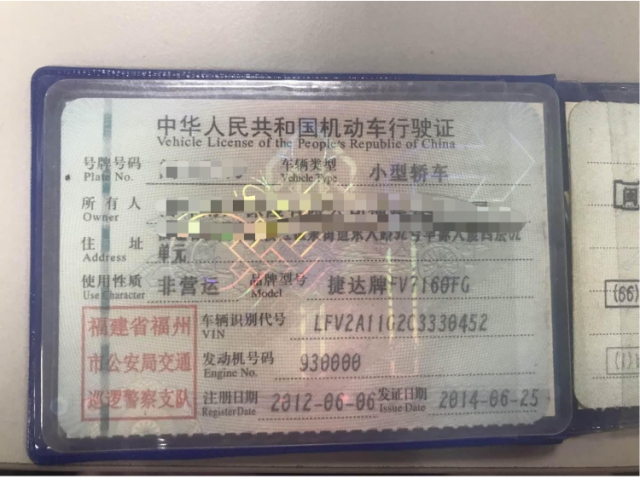 中华人民共和国机动车行驶证
Vehicle License of the People's Republic of China
号牌号码 车辆类型 小型轿车
Plate No. Vehicle Type
所有人
Owner
住址
Address 单元
使用性质 非营运 品牌型号 捷达牌FV7160FG
Use Character Model
福建省福州 车辆识别代号 LFV2A11G2C3330452
VIN
市公安局交通 发动机号码 930000
Engine No.
巡逻警察支队 注册日期 2012-06-06 发证日期 2014-06-25
Register Date Issue Date
闽
(66)